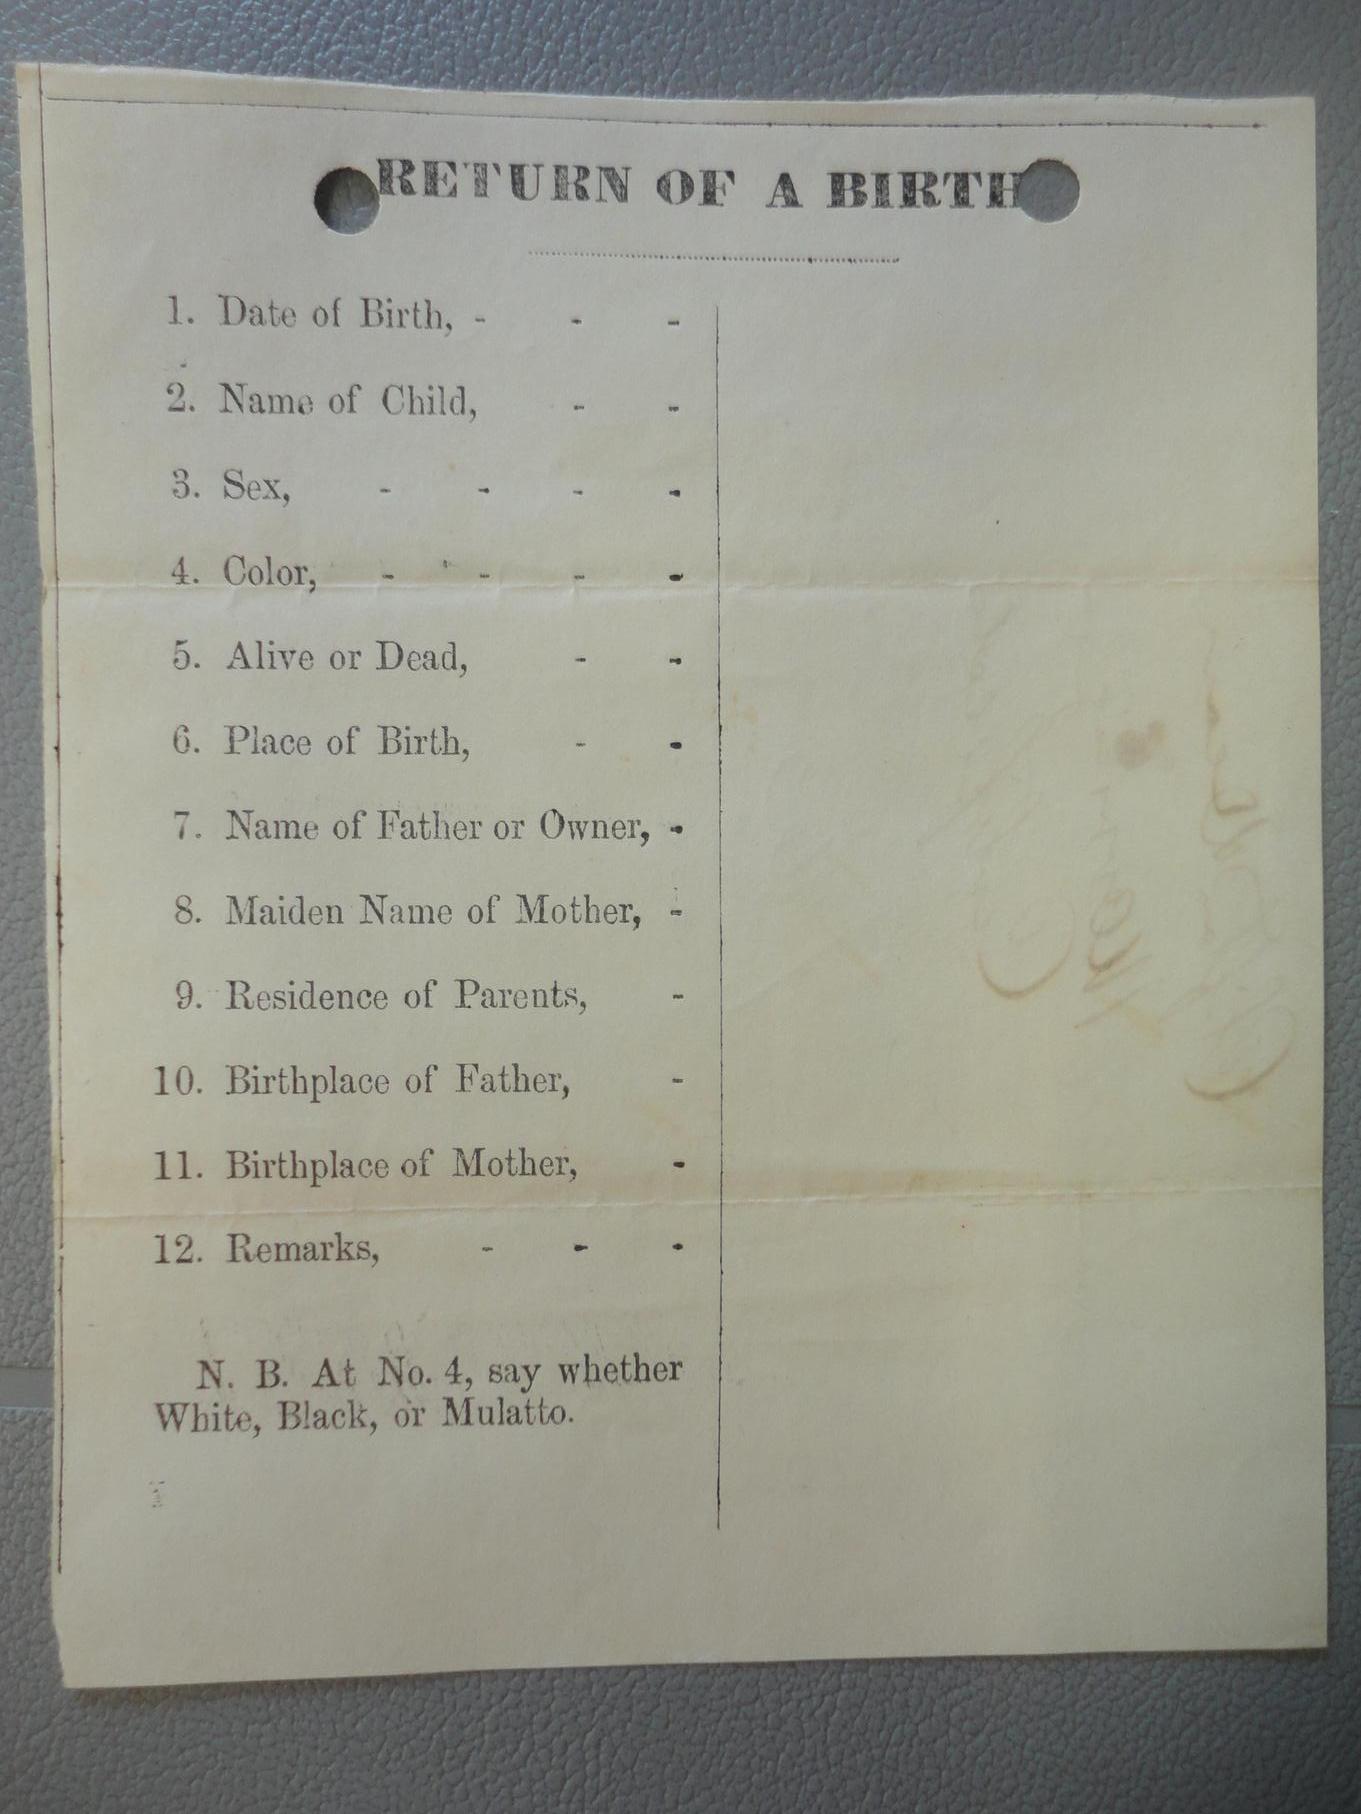 RETURN OF A BIRTH
1. Date of Birth, - - -
2. Name of Child, - -
3. Sex, - - - -
4. Color, - - - -
5. Alive or Dead, - -
6. Place of Birth, - -
7. Name of Father or Owner, -
8. Maiden Name of Mother, -
9. Residence of Parents, -
10. Birthplace of Father, -
11. Birthplace of Mother, -
12. Remarks, - - -
N. B. At No. 4, say whether
White, Black, or Mulatto.